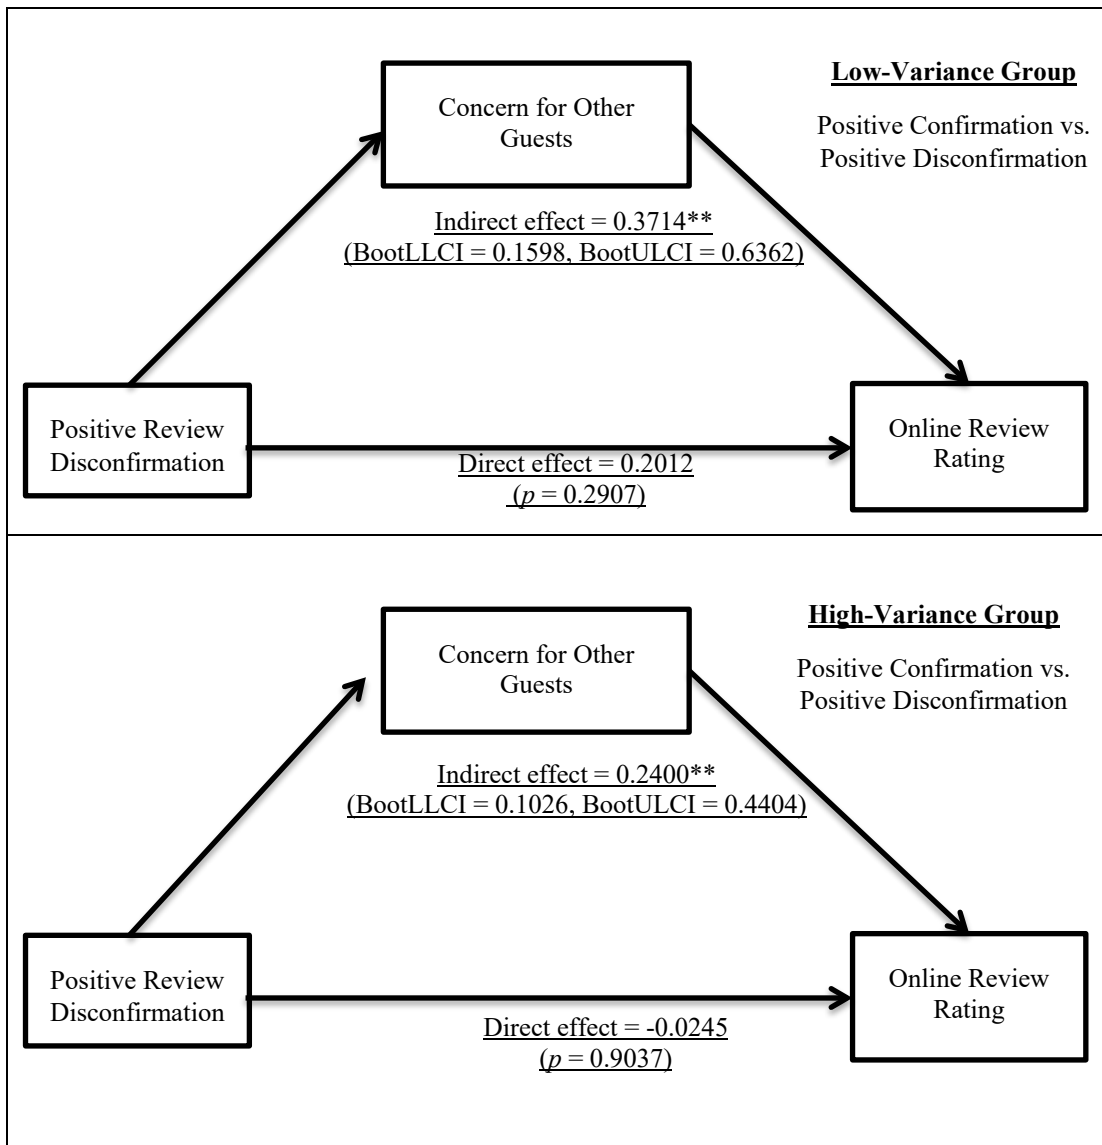 Low-Variance Group
Positive Confirmation vs.
Positive Disconfirmation
Concern for Other
Guests
Indirect effect = 0.3714**
(BootLLCI = 0.1598, BootULCI = 0.6362)
Positive Review
Disconfirmation
Online Review
Rating
Direct effect = 0.2012
(p = 0.2907)
High-Variance Group
Positive Confirmation vs.
Positive Disconfirmation
Concern for Other
Guests
Indirect effect = 0.2400**
(BootLLCI = 0.1026, BootULCI = 0.4404)
Positive Review
Disconfirmation
Online Review
Rating
Direct effect = -0.0245
(p = 0.9037)